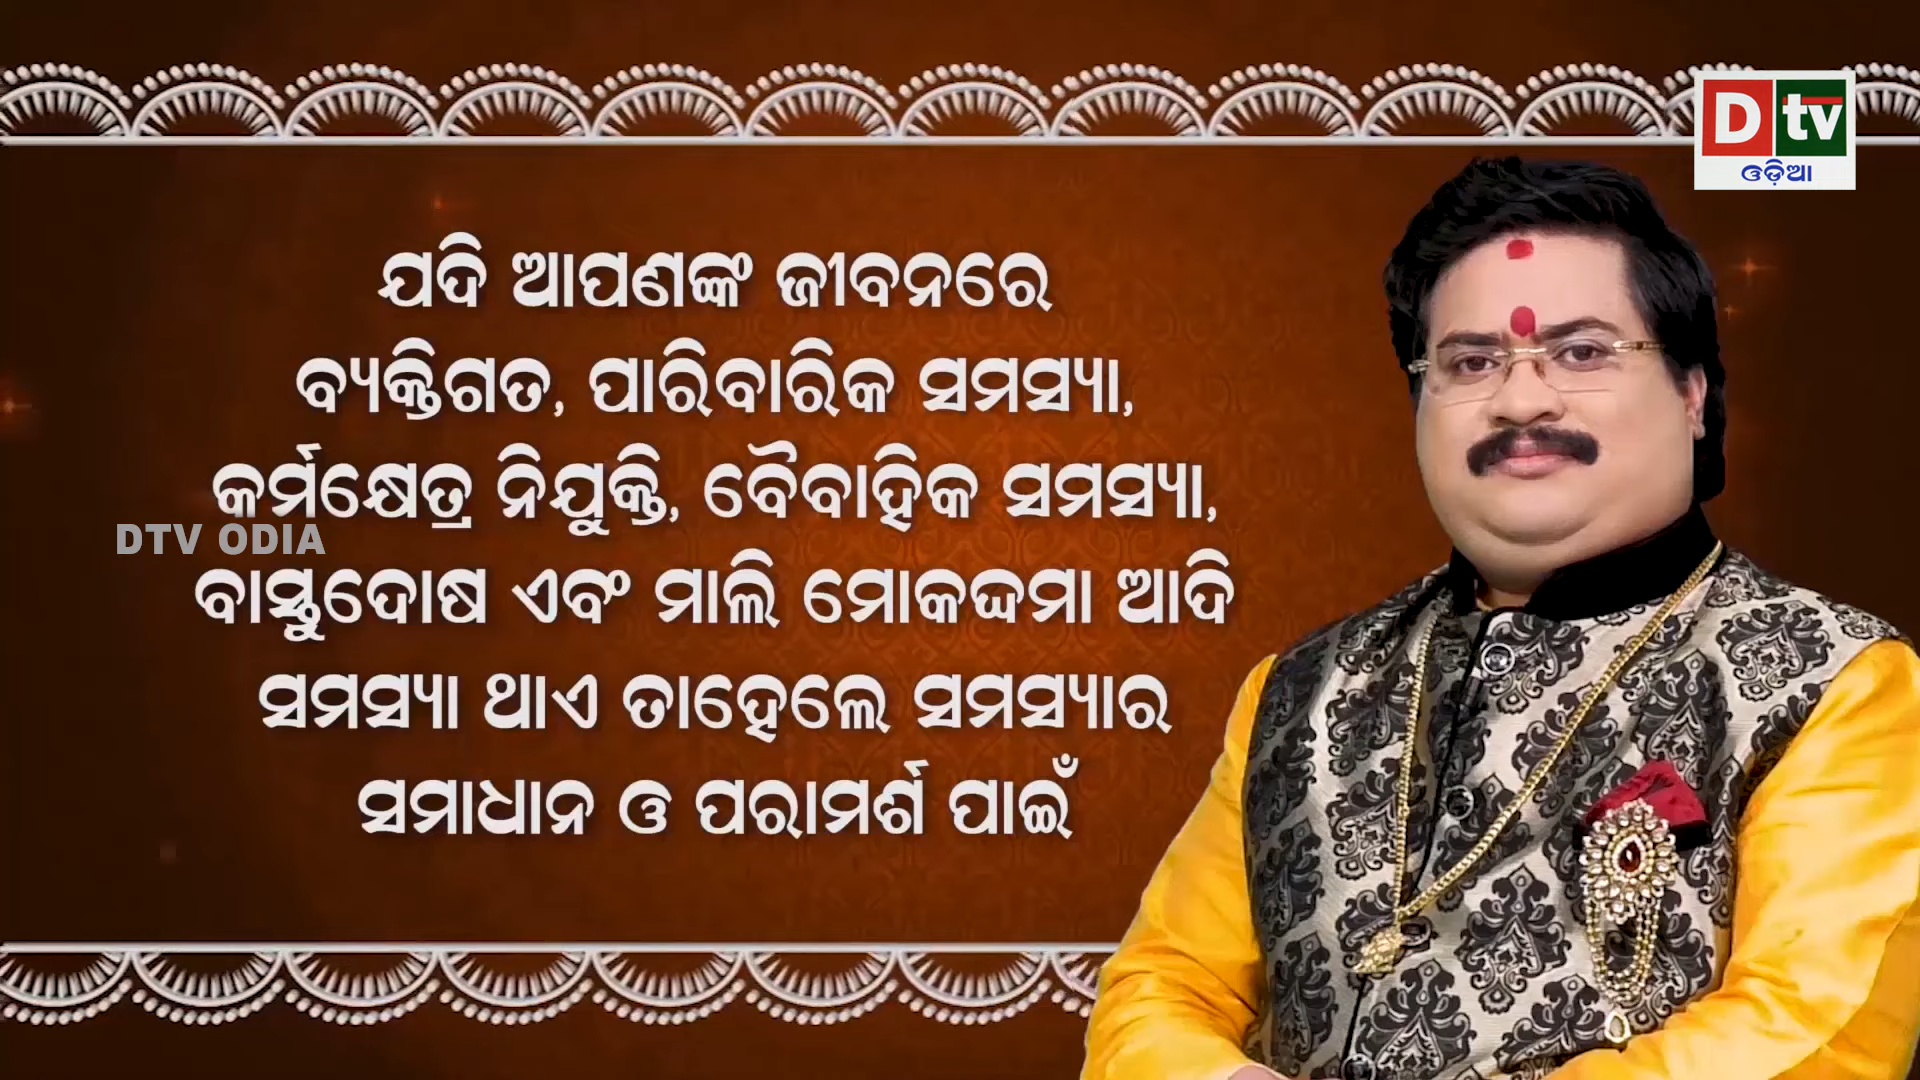 Dtv
ଓଡ଼ିଆ
ଯଦି ଆପଣଙ୍କ ଜୀବନରେ
ବ୍ୟକ୍ତିଗତ, ପାରିବାରିକ ସମସ୍ୟା,
କର୍ମକ୍ଷେତ୍ର ନିଯୁକ୍ତି, ବୈବାହିକ ସମସ୍ୟା,
DTV ODIA
ବାସ୍ତୁଦୋଷ ଏବଂ ମାଲି ମୋକଦ୍ଦମା ଆଦି
ସମସ୍ୟା ଥାଏ ତାହେଲେ ସମସ୍ୟାର
ସମାଧାନ ଓ ପରାମର୍ଶ ପାଇଁ